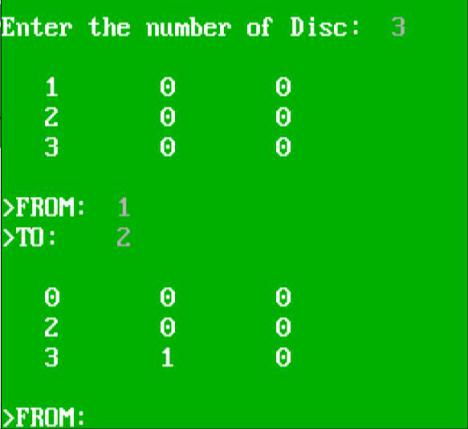 Enter the number of Disc: 3
1 0 0
2 0 0
3 0 0
>FROM: 1
>TO: 2
0 0 0
2 0 0
3 1 0
>FROM: